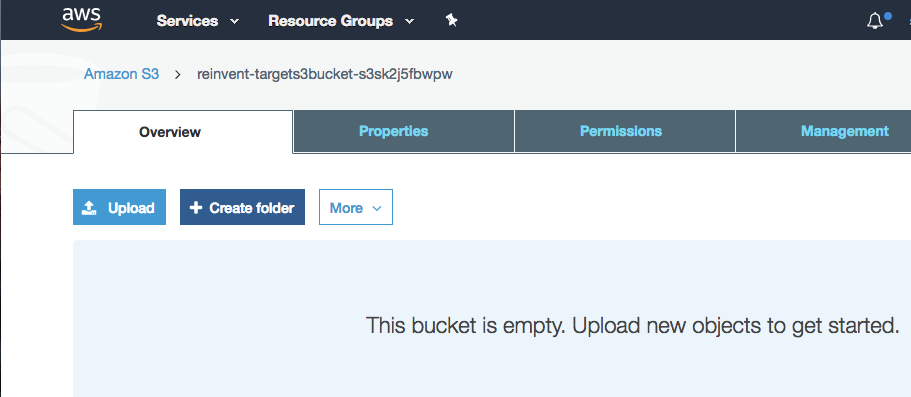 aws Services Resource Groups
Amazon S3 > reinvent-targets3bucket-s3sk2j5fbwpw
Overview Properties Permissions Management
Upload + Create folder More
This bucket is empty. Upload new objects to get started.